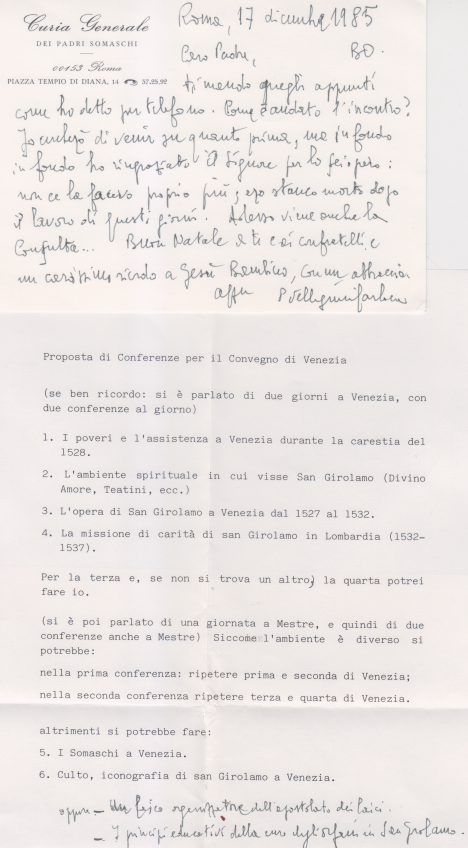 Curia Generale
DEI PADRI SOMASCHI
00153 Roma
PIAZZA TEMPIO DI DIANA, 14 ☎ 57.25.92
Roma, 17 dicembre 1985
Caro Padre, BO.
ti mando quegli appunti
come ho detto per telefono. Come è andato l'incontro?
Io cercherò di venir su quanto prima, ma in fondo
in fondo ho ringraziato il Signore per lo sciopero:
non ce la facevo proprio più; ero stanco morto dopo
il lavoro di questi giorni. Adesso viene anche la
Consulta... Buon Natale a te e ai confratelli, e
un carissimo ricordo a Gesù Bambino, con un abbraccio
aff.mo P. Pellegrini
Proposta di Conferenze per il Convegno di Venezia
(se ben ricordo: si è parlato di due giorni a Venezia, con
due conferenze al giorno)
1. I poveri e l'assistenza a Venezia durante la carestia del
1528.
2. L'ambiente spirituale in cui visse San Girolamo (Divino
Amore, Teatini, ecc.)
3. L'opera di San Girolamo a Venezia dal 1527 al 1532.
4. La missione di carità di san Girolamo in Lombardia (1532-
1537).
Per la terza e, se non si trova un altro, la quarta potrei
fare io.
(si è poi parlato di una giornata a Mestre, e quindi di due
conferenze anche a Mestre) Siccome l'ambiente è diverso si
potrebbe:
nella prima conferenza: ripetere prima e seconda di Venezia;
nella seconda conferenza ripetere terza e quarta di Venezia.
altrimenti si potrebbe fare:
5. I Somaschi a Venezia.
6. Culto, iconografia di san Girolamo a Venezia.
oppure – Un laico organizzatore dell'apostolato dei laici.
– I principi educativi della cura degli orfani in San Girolamo.